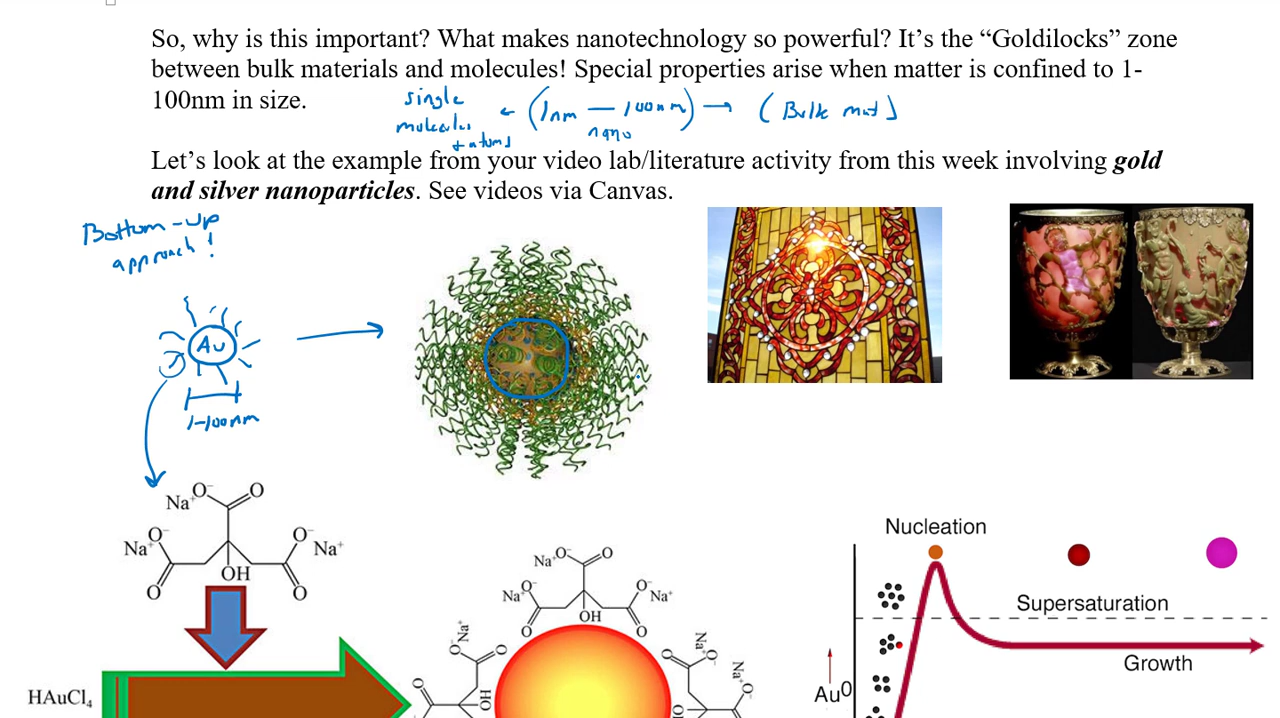 So, why is this important? What makes nanotechnology so powerful? It’s the “Goldilocks” zone
between bulk materials and molecules! Special properties arise when matter is confined to 1-
100nm in size.
single
molecules
+ atoms
← (1nm — 100nm) → (Bulk mat)
nano
Let’s look at the example from your video lab/literature activity from this week involving gold
and silver nanoparticles. See videos via Canvas.
Bottom-up
approach!
Au
1-100nm
O⁻
O
Na⁺
O⁻
Na⁺
O⁻
Na⁺
OH
O
O
HAuCl₄
Na⁺O⁻
O
Na⁺
O⁻
O⁻
Na⁺
O
OH
O
Na⁺
O⁻
O
O
OH
Na⁺
O⁻
O
Na⁺
O⁻
Nucleation
Supersaturation
Growth
Au⁰